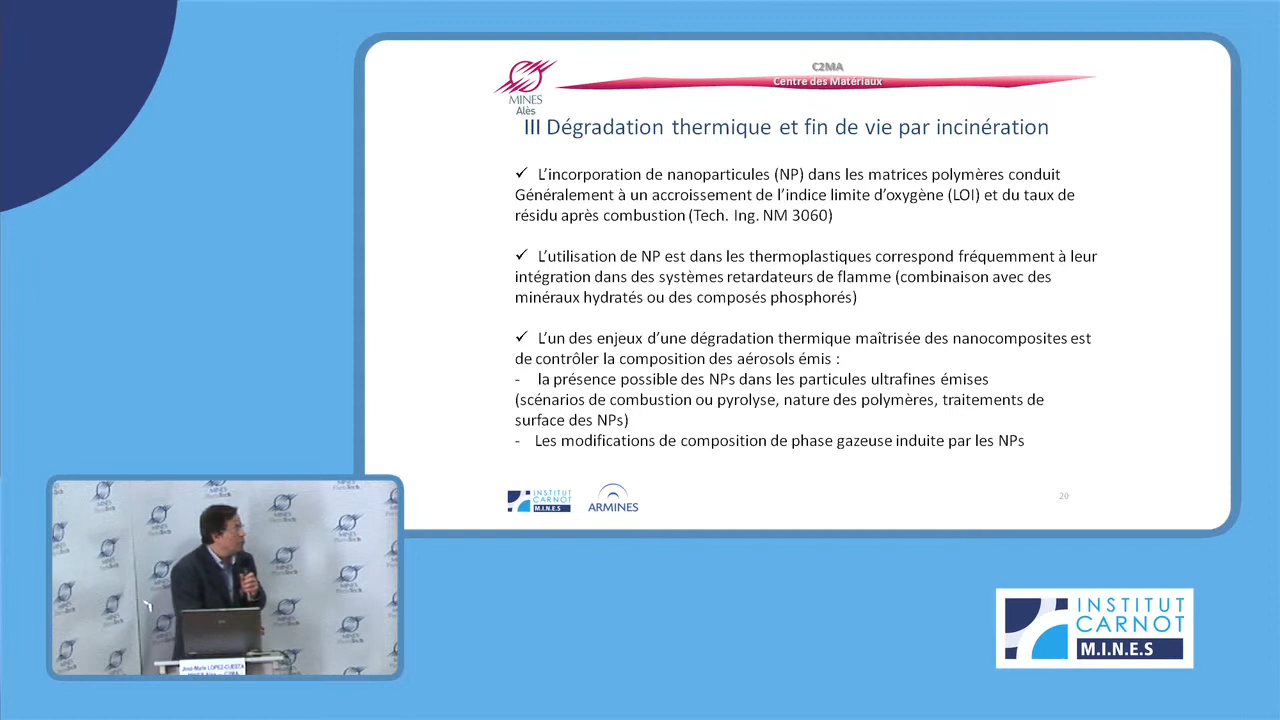 C2MA
Centre des Matériaux
MINES
Alès
III Dégradation thermique et fin de vie par incinération
✓ L’incorporation de nanoparticules (NP) dans les matrices polymères conduit
Généralement à un accroissement de l’indice limite d’oxygène (LOI) et du taux de
résidu après combustion (Tech. Ing. NM 3060)
✓ L’utilisation de NP est dans les thermoplastiques correspond fréquemment à leur
intégration dans des systèmes retardateurs de flamme (combinaison avec des
minéraux hydratés ou des composés phosphorés)
✓ L’un des enjeux d’une dégradation thermique maîtrisée des nanocomposites est
de contrôler la composition des aérosols émis :
- la présence possible des NPs dans les particules ultrafines émises
(scénarios de combustion ou pyrolyse, nature des polymères, traitements de
surface des NPs)
- Les modifications de composition de phase gazeuse induite par les NPs
INSTITUT
CARNOT
M.I.N.E.S
ARMINES
20
MINES
ParisTech
José-Marie LOPEZ-CUESTA
INSTITUT
CARNOT
M.I.N.E.S